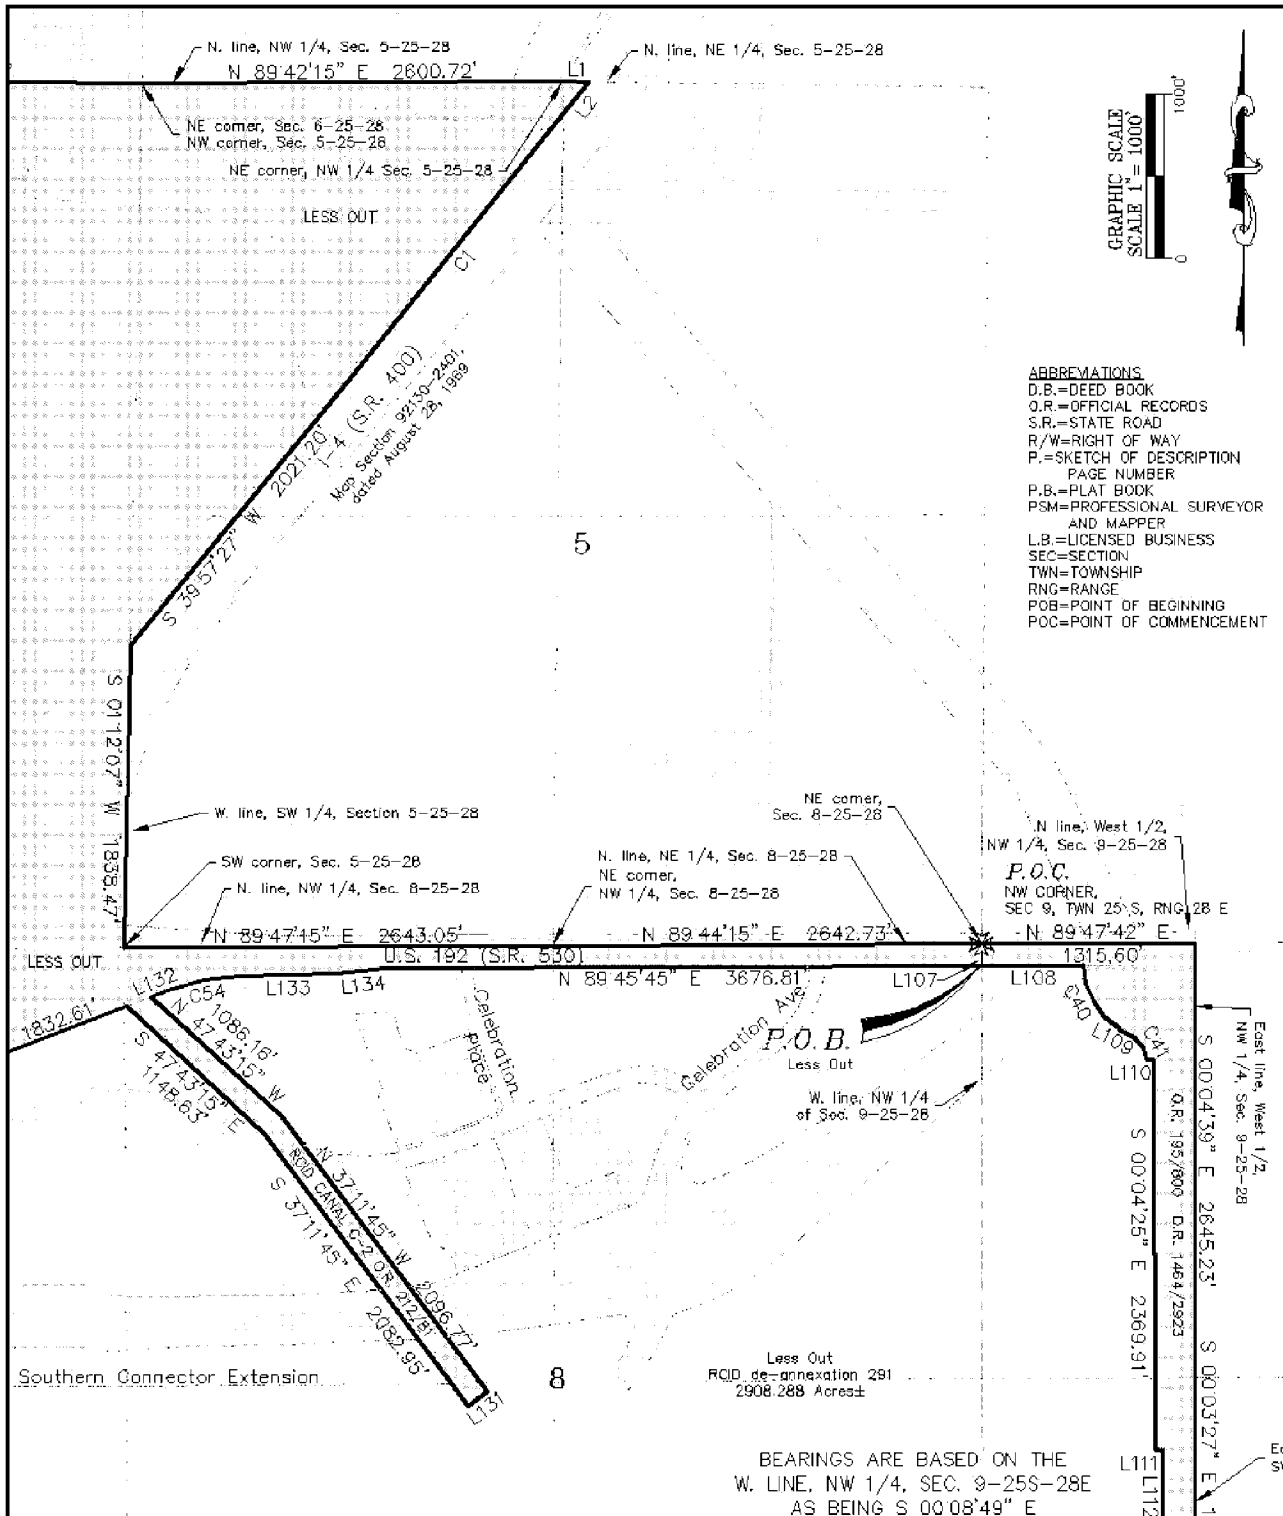 N. line, NW 1/4, Sec. 5-25-28
N 89°42'15" E 2600.72'
L1
N. line, NE 1/4, Sec. 5-25-28
L2
NE corner, Sec. 6-25-28
NW corner, Sec. 5-25-28
NE corner, NW 1/4 Sec. 5-25-28
LESS OUT
C1
GRAPHIC SCALE
SCALE 1"= 1000'
1000'
0
I-4 (S.R. 400)
Map Section 92130-2401,
dated August 28, 1969
S 39°57'27" W 2021.20'
ABBREVIATIONS
D.B.=DEED BOOK
O.R.=OFFICIAL RECORDS
S.R.=STATE ROAD
R/W=RIGHT OF WAY
P.=SKETCH OF DESCRIPTION
PAGE NUMBER
P.B.=PLAT BOOK
PSM=PROFESSIONAL SURVEYOR
AND MAPPER
L.B.=LICENSED BUSINESS
SEC=SECTION
TWN=TOWNSHIP
RNG=RANGE
POB=POINT OF BEGINNING
POC=POINT OF COMMENCEMENT
5
S 01°12'07" W 1838.47'
W. line, SW 1/4, Section 5-25-28
SW corner, Sec. 5-25-28
N. line, NW 1/4, Sec. 8-25-28
NE corner,
Sec. 8-25-28
N. line, NE 1/4, Sec. 8-25-28
NE corner,
NW 1/4, Sec. 8-25-28
N line, West 1/2,
NW 1/4, Sec. 9-25-28
P.O.C.
NW CORNER,
SEC 9, TWN 25 S, RNG 28 E
N 89°47'15" E 2643.05'
N 89°44'15" E 2642.73'
N 89°47'42" E
1315.60'
LESS OUT
U.S. 192 (S.R. 530)
N 89°45'45" E 3676.81'
L107
L108
L132
C54
L133
L134
1832.61'
1086.16'
N 47°43'15" W
S 47°43'15" E
1148.63'
Celebration
Place
Celebration Ave
P.O.B.
Less Out
W. line, NW 1/4
of Sec. 9-25-28
C40
L109
C41
L110
East line, West 1/2,
NW 1/4, Sec. 9-25-28
S 00°04'39" E 2645.23'
O.R. 195/800 O.R. 1464/2923
S 00°04'25" E 2369.91'
N 37°11'45" W 2096.77'
RCID CANAL C-2 O.R. 212/81
S 37°11'45" E 2082.95'
L131
Southern Connector Extension
8
Less Out
RCID de-annexation 291
2908.288 Acres±
S 00°03'27" E 1
L111
L112
BEARINGS ARE BASED ON THE
W. LINE, NW 1/4, SEC. 9-25S-28E
AS BEING S 00°08'49" E